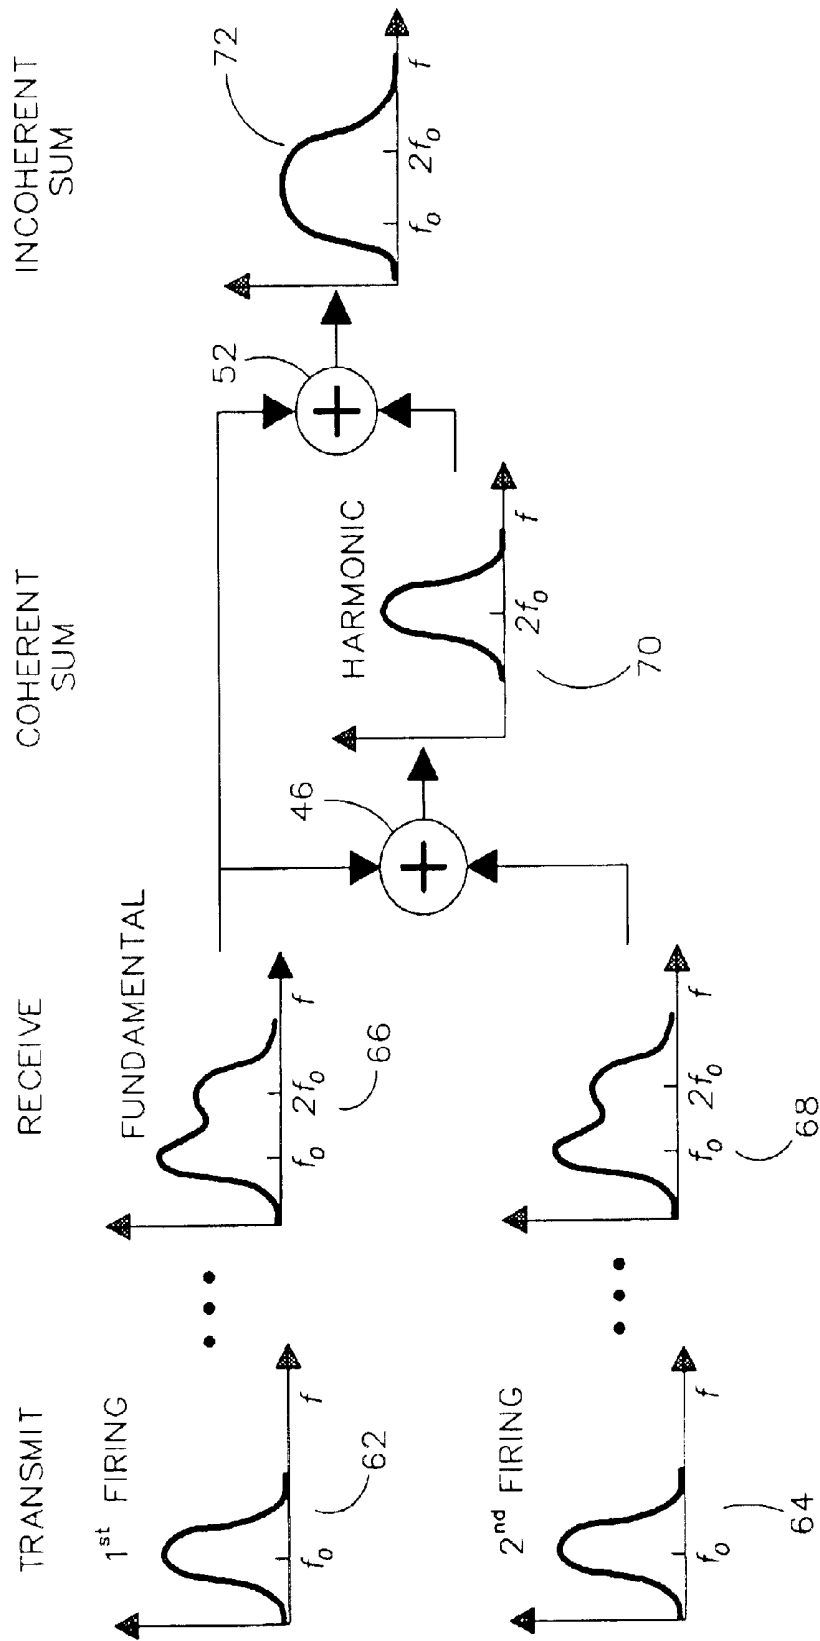 TRANSMIT
RECEIVE
COHERENT
SUM
INCOHERENT
SUM
1st FIRING
f₀
f
62
FUNDAMENTAL
f₀
2f₀
f
66
46
HARMONIC
2f₀
f
70
52
72
f₀
2f₀
f
2nd FIRING
f₀
f
64
f₀
2f₀
f
68